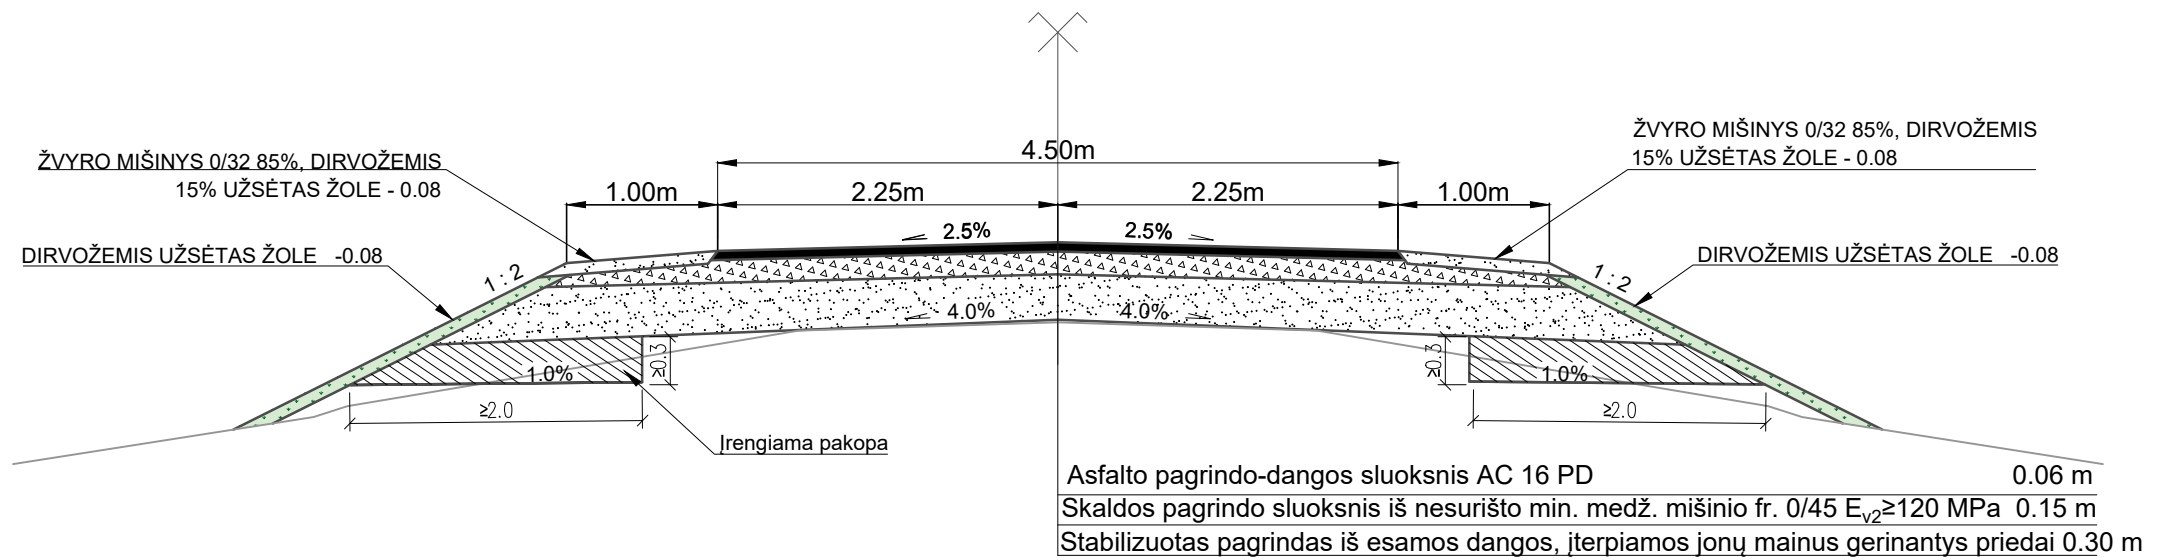 ŽVYRO MIŠINYS 0/32 85%, DIRVOŽEMIS
15% UŽSĖTAS ŽOLE - 0.08
DIRVOŽEMIS UŽSĖTAS ŽOLE -0.08
1 : 2
4.50m
1.00m
2.25m
2.25m
1.00m
2.5%
2.5%
ŽVYRO MIŠINYS 0/32 85%, DIRVOŽEMIS
15% UŽSĖTAS ŽOLE - 0.08
DIRVOŽEMIS UŽSĖTAS ŽOLE -0.08
1 : 2
4.0%
4.0%
1.0%
≥0.3
≥0.3
1.0%
≥2.0
≥2.0
Įrengiama pakopa
Asfalto pagrindo-dangos sluoksnis AC 16 PD 0.06 m
Skaldos pagrindo sluoksnis iš nesurišto min. medž. mišinio fr. 0/45 Ev2≥120 MPa 0.15 m
Stabilizuotas pagrindas iš esamos dangos, įterpiamos jonų mainus gerinantys priedai 0.30 m